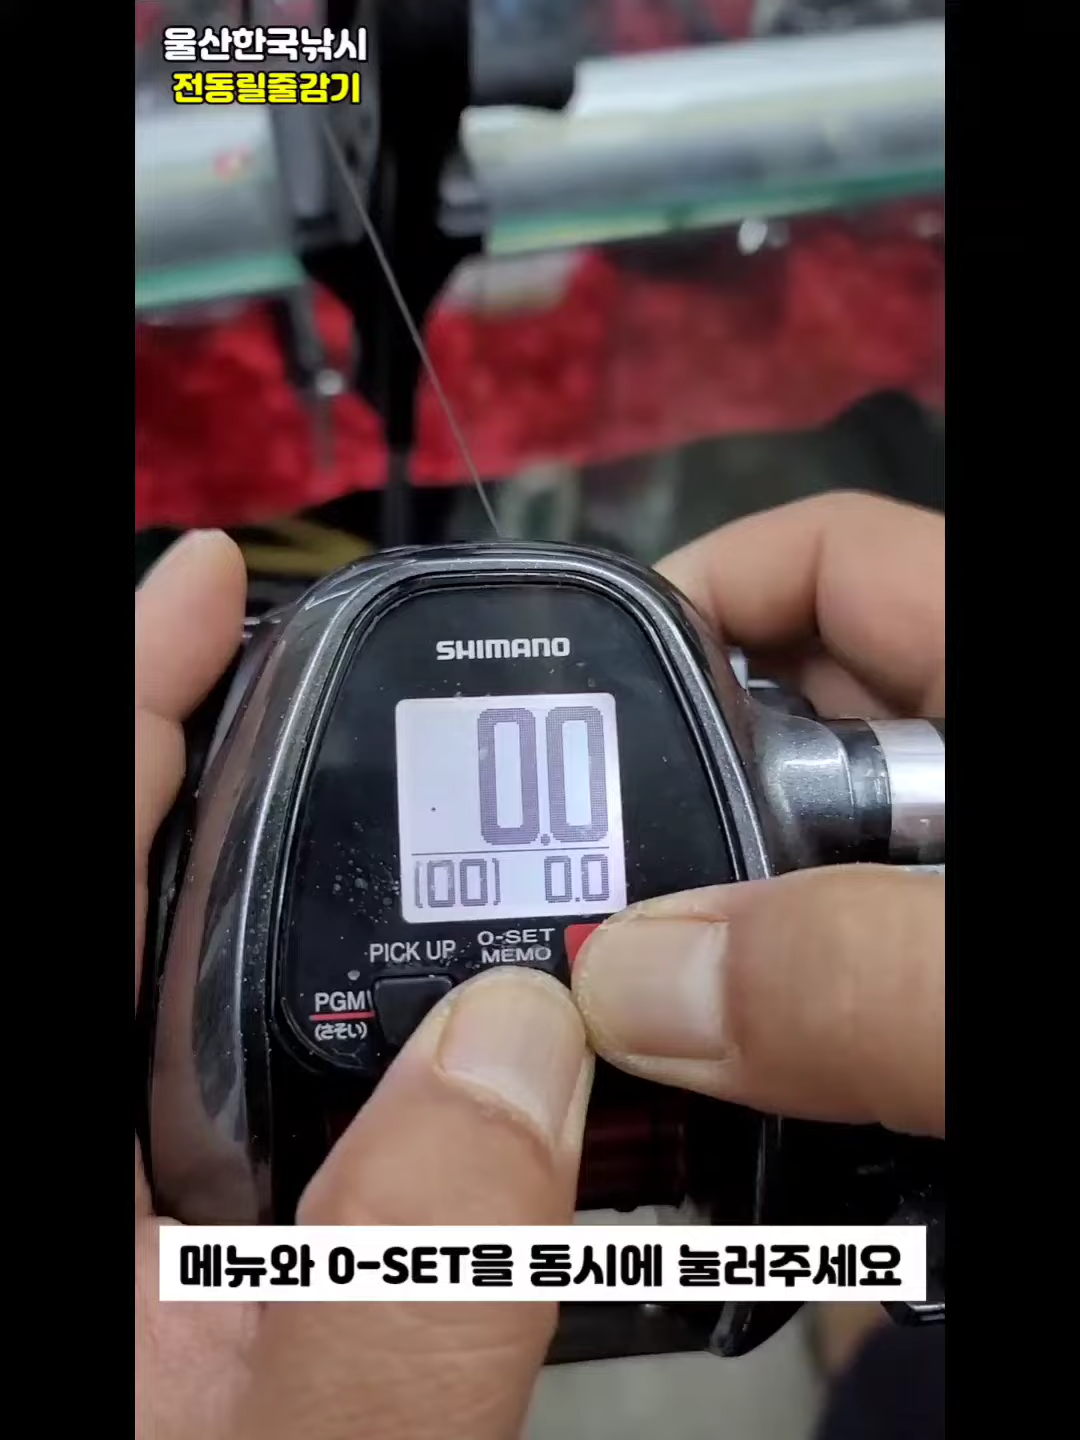 울산한국낚시
전동릴줄감기
SHIMANO
0.0
(00) 0.0
PICK UP
O-SET
MEMO
PGM
(さそい)
메뉴와 O-SET을 동시에 눌러주세요